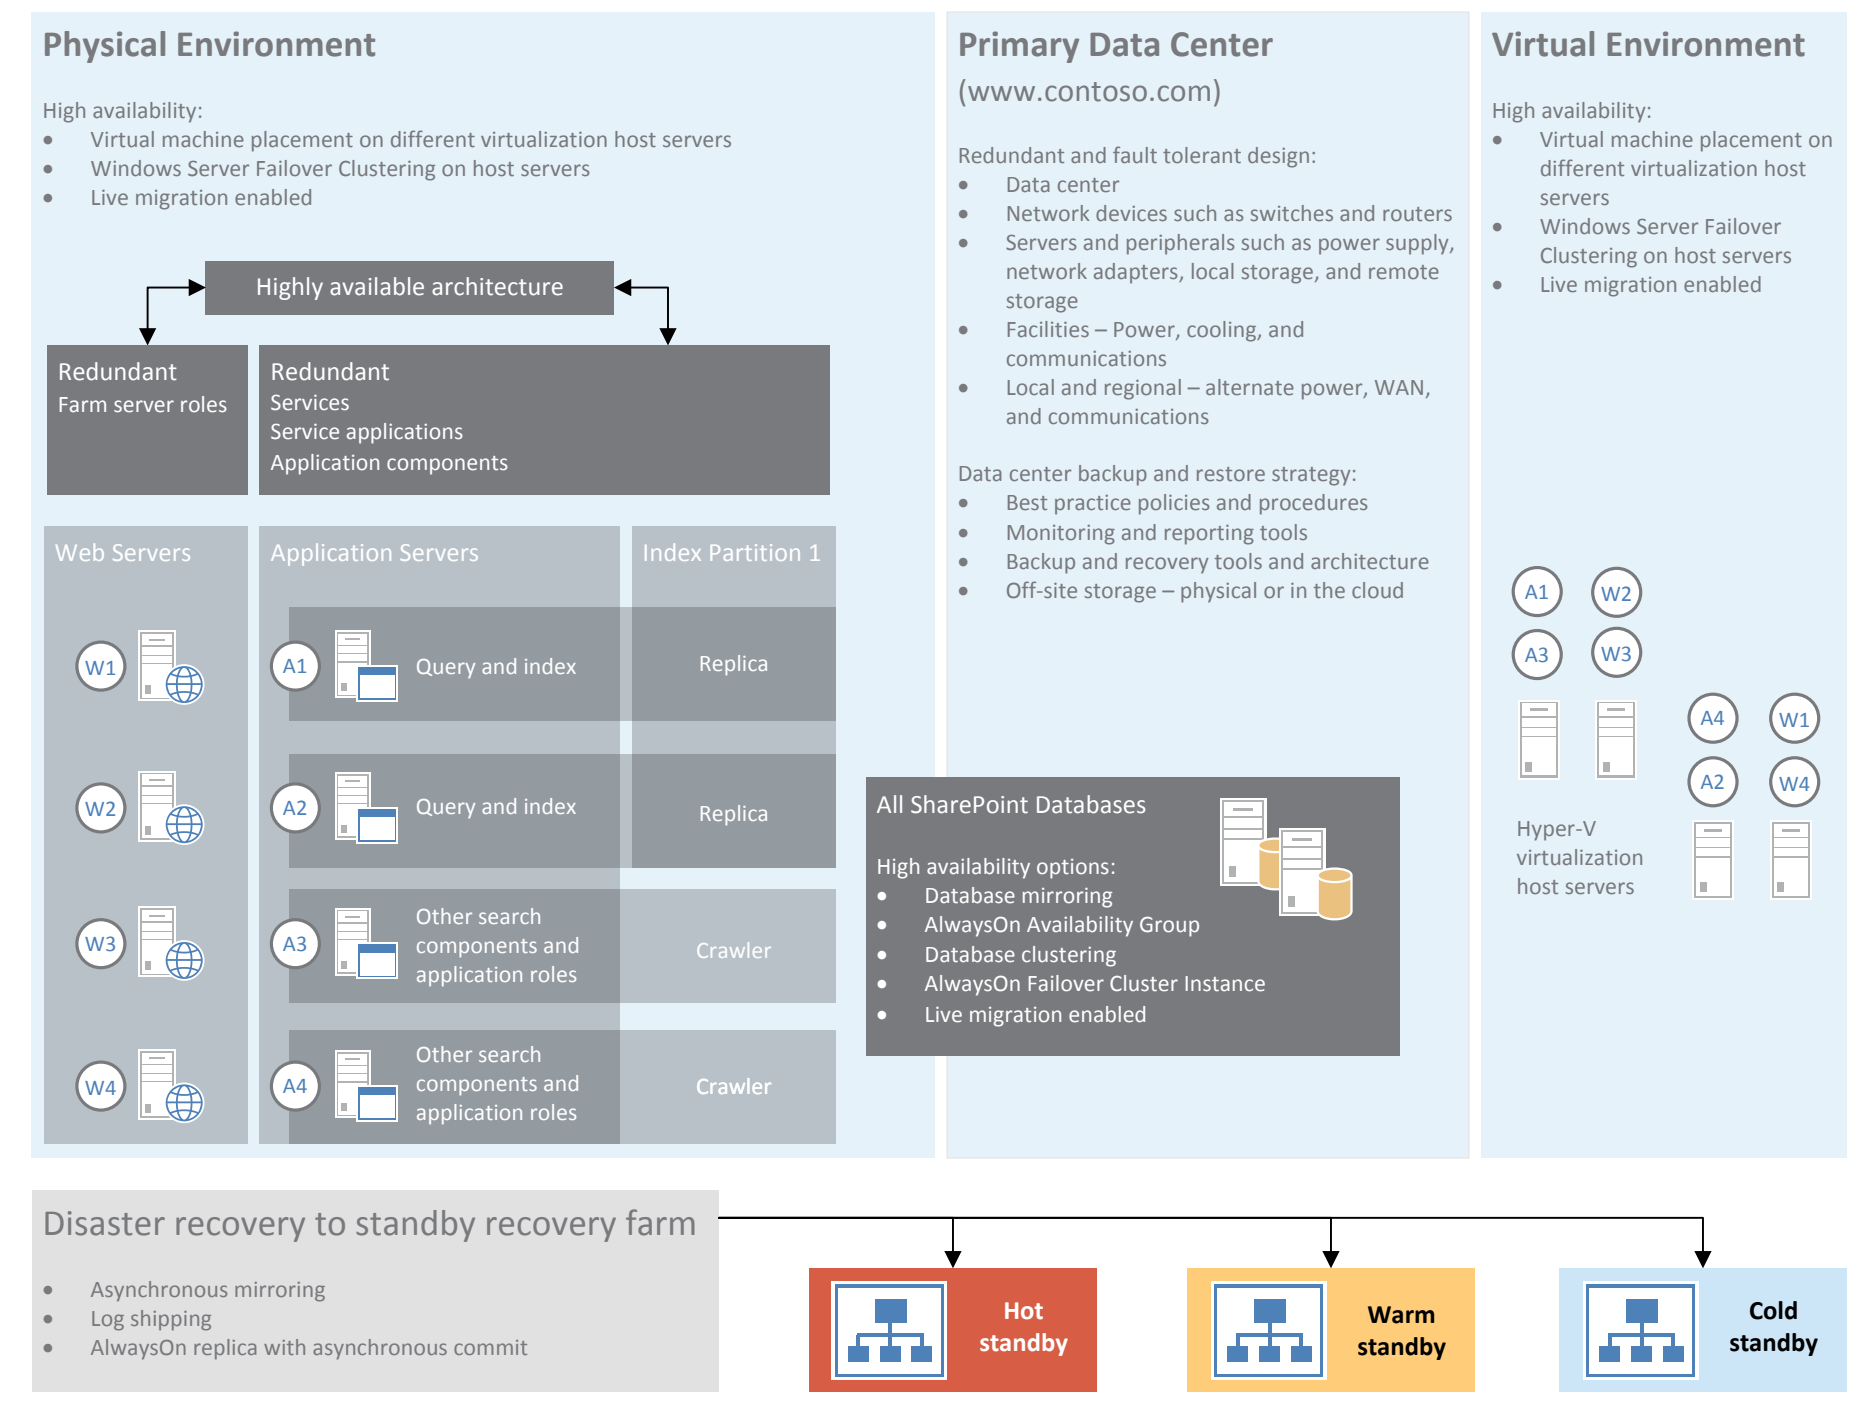 Physical Environment
High availability:
• Virtual machine placement on different virtualization host servers
• Windows Server Failover Clustering on host servers
• Live migration enabled
Highly available architecture
Redundant
Farm server roles
Redundant
Services
Service applications
Application components
Web Servers
Application Servers
Index Partition 1
W1
A1
Query and index
Replica
W2
A2
Query and index
Replica
W3
A3
Other search
components and
application roles
Crawler
W4
A4
Other search
components and
application roles
Crawler
Primary Data Center
(www.contoso.com)
Redundant and fault tolerant design:
• Data center
• Network devices such as switches and routers
• Servers and peripherals such as power supply,
network adapters, local storage, and remote
storage
• Facilities – Power, cooling, and
communications
• Local and regional – alternate power, WAN,
and communications
Data center backup and restore strategy:
• Best practice policies and procedures
• Monitoring and reporting tools
• Backup and recovery tools and architecture
• Off-site storage – physical or in the cloud
All SharePoint Databases
High availability options:
• Database mirroring
• AlwaysOn Availability Group
• Database clustering
• AlwaysOn Failover Cluster Instance
• Live migration enabled
Virtual Environment
High availability:
• Virtual machine placement on
different virtualization host
servers
• Windows Server Failover
Clustering on host servers
• Live migration enabled
A1
W2
A3
W3
A4
W1
A2
W4
Hyper-V
virtualization
host servers
Disaster recovery to standby recovery farm
• Asynchronous mirroring
• Log shipping
• AlwaysOn replica with asynchronous commit
Hot
standby
Warm
standby
Cold
standby